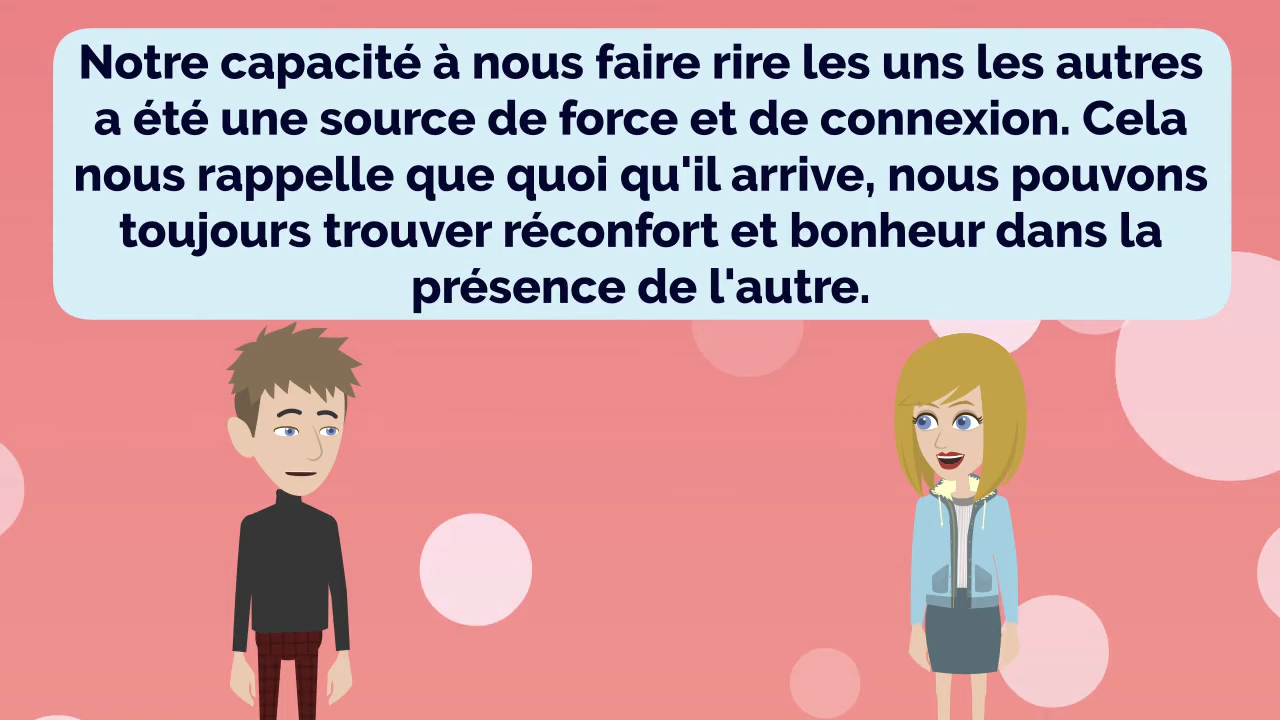 Notre capacité à nous faire rire les uns les autres
a été une source de force et de connexion. Cela
nous rappelle que quoi qu'il arrive, nous pouvons
toujours trouver réconfort et bonheur dans la
présence de l'autre.